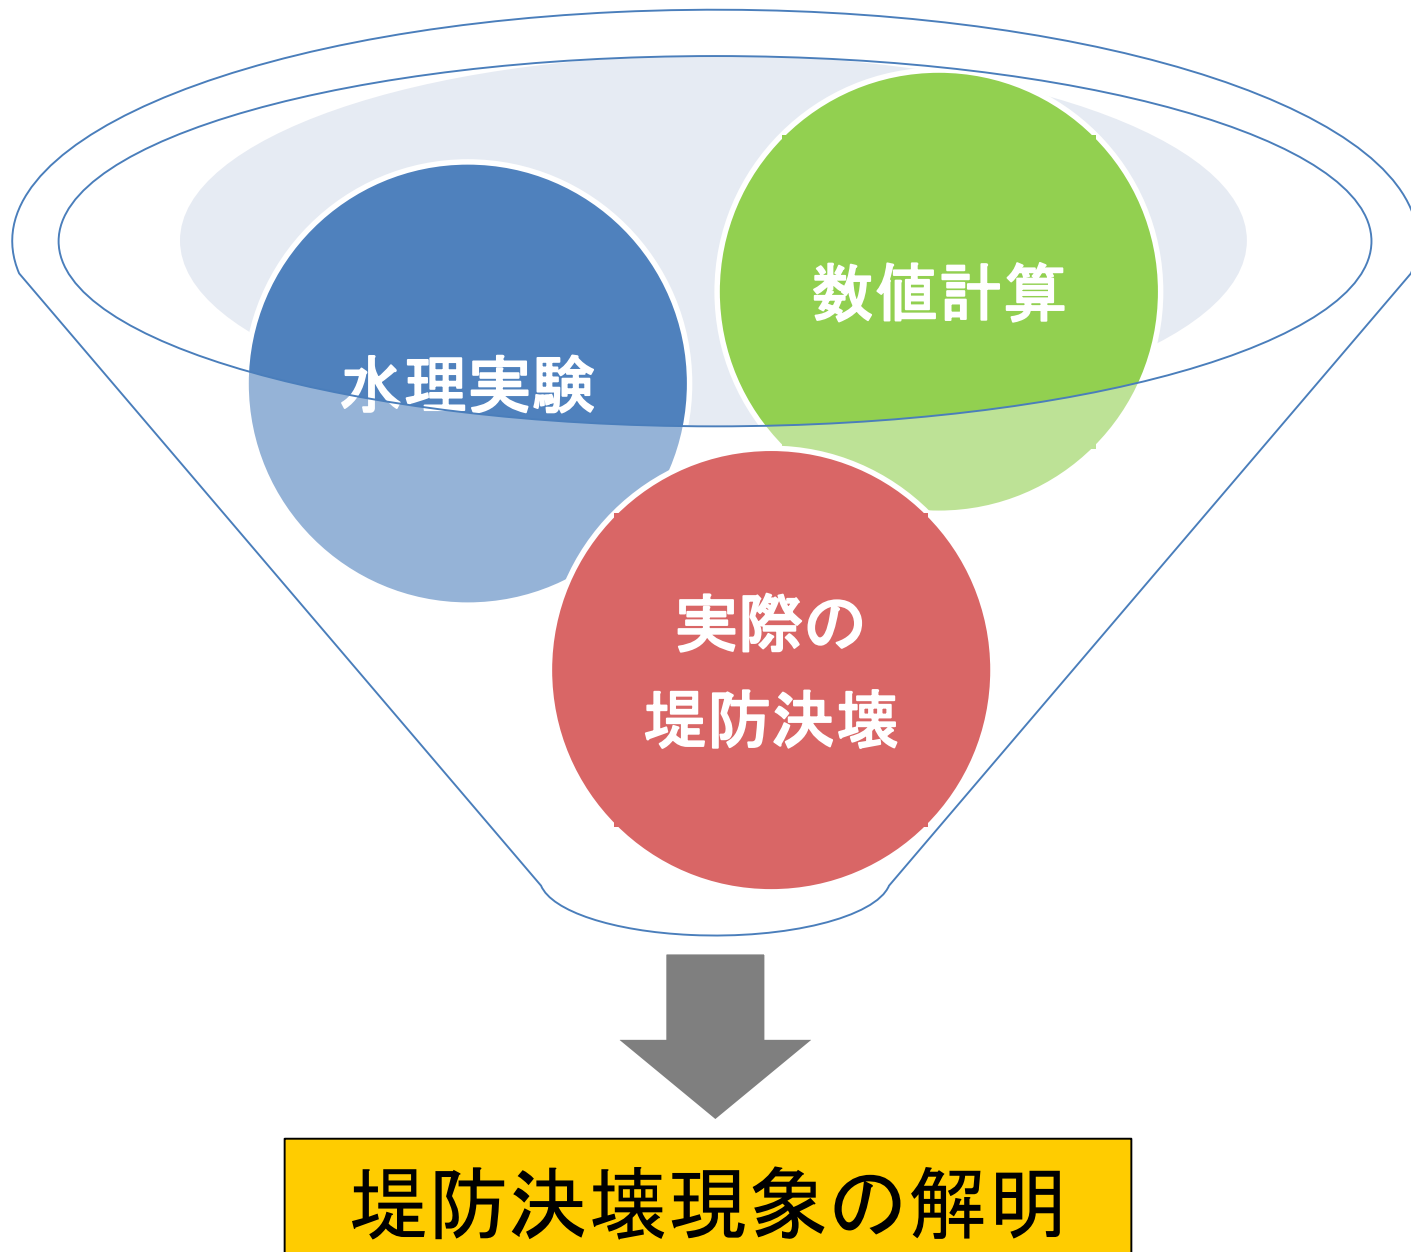 数値計算
水理実験
実際の
堤防決壊
堤防決壊現象の解明